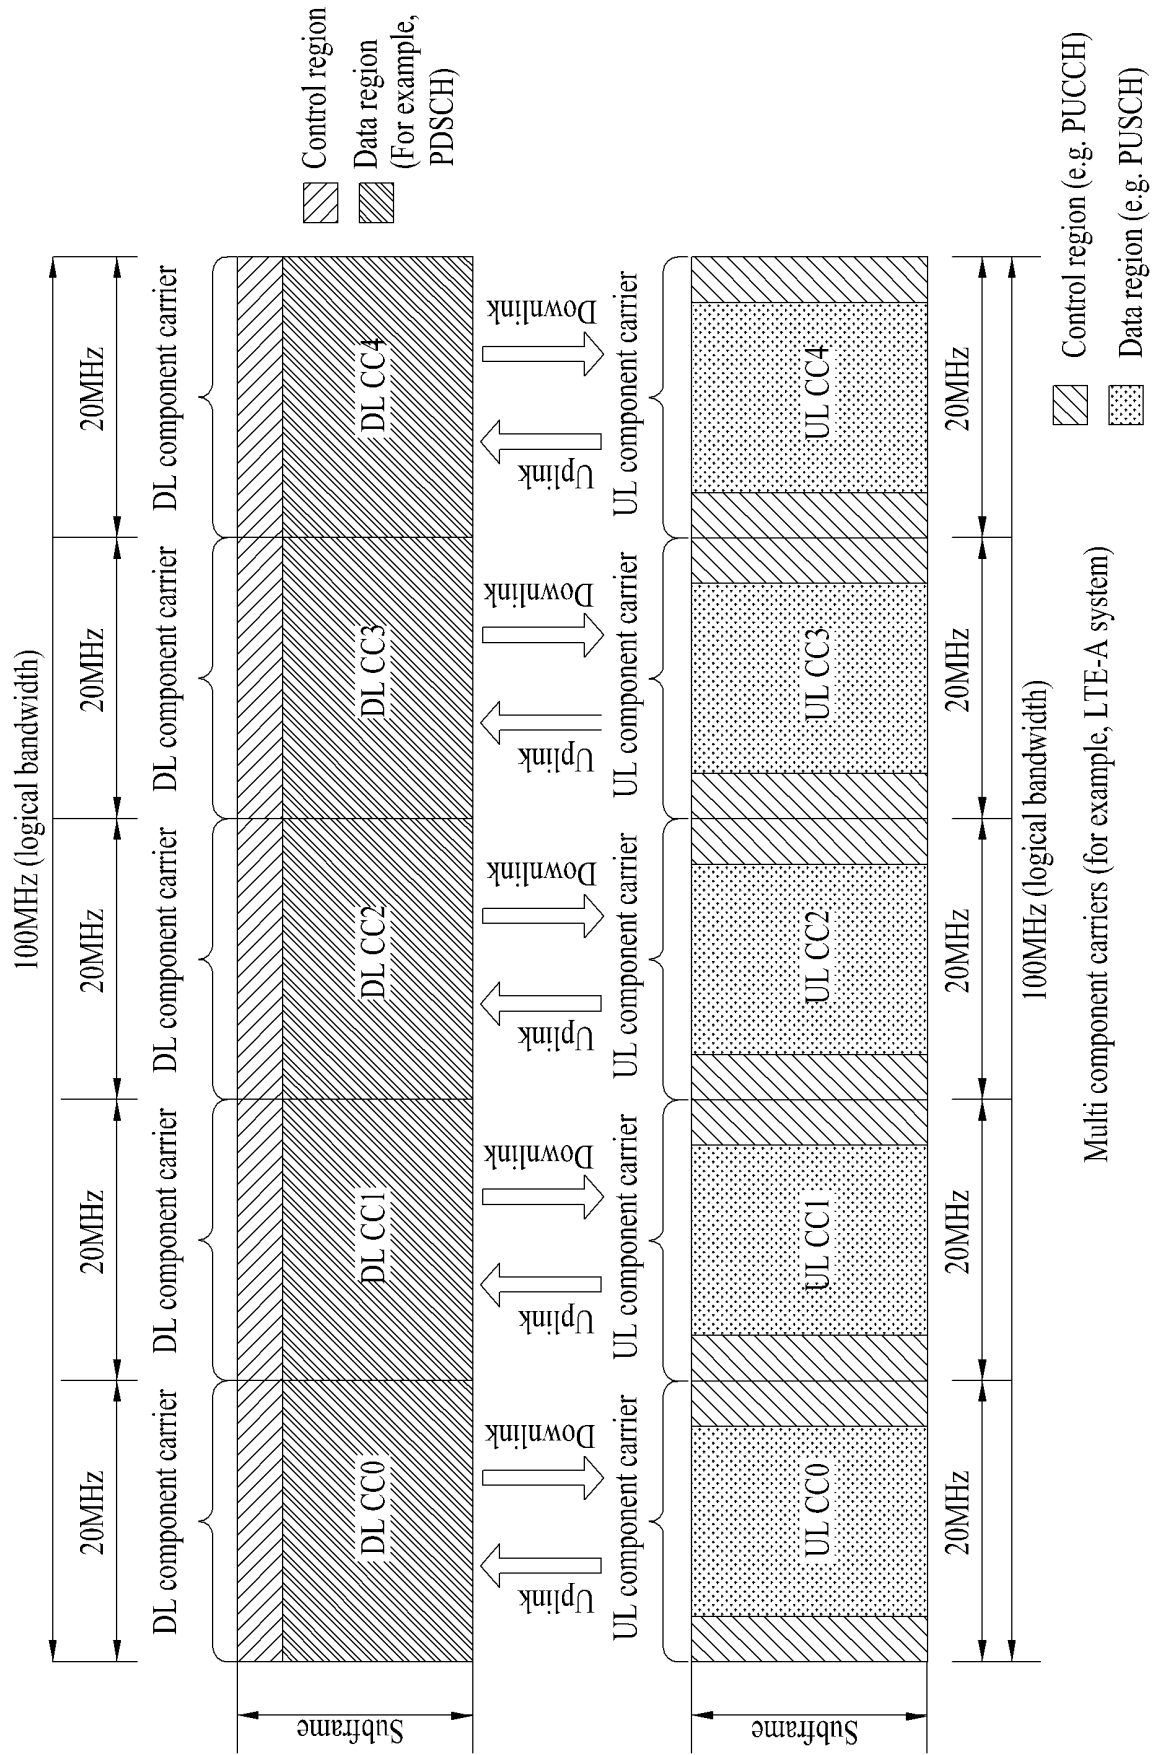 100MHz (logical bandwidth)
20MHz 20MHz 20MHz 20MHz 20MHz
DL component carrier DL component carrier DL component carrier DL component carrier DL component carrier
Control region
Data region
(For example,
PDSCH)
Subframe
DL CC0 DL CC1 DL CC2 DL CC3 DL CC4
Uplink Downlink Uplink Downlink Uplink Downlink Uplink Downlink Uplink Downlink
UL component carrier UL component carrier UL component carrier UL component carrier UL component carrier
Subframe
UL CC0 UL CC1 UL CC2 UL CC3 UL CC4
20MHz 20MHz 20MHz 20MHz 20MHz
100MHz (logical bandwidth)
Control region (e.g. PUCCH)
Data region (e.g. PUSCH)
Multi component carriers (for example, LTE-A system)